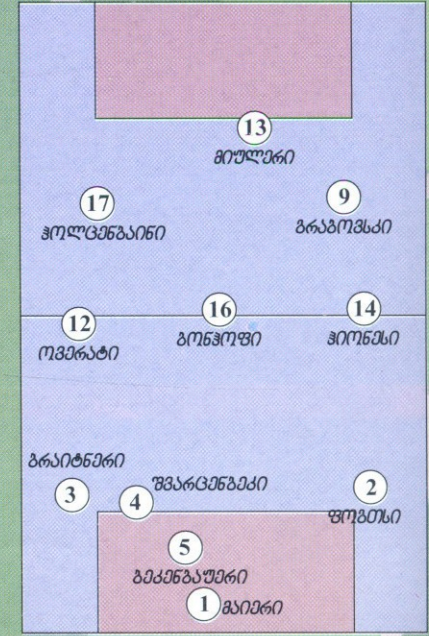 13
მიულერი
17
ჰოლცენბაინი
9
გრაბოვსკი
12
ოვერატი
16
ბონჰოფი
14
ჰიონესი
ბრაიტნერი
3
შვარცენბეკი
4
2
ფოგთსი
5
ბეკენბაუერი
1 მაიერი